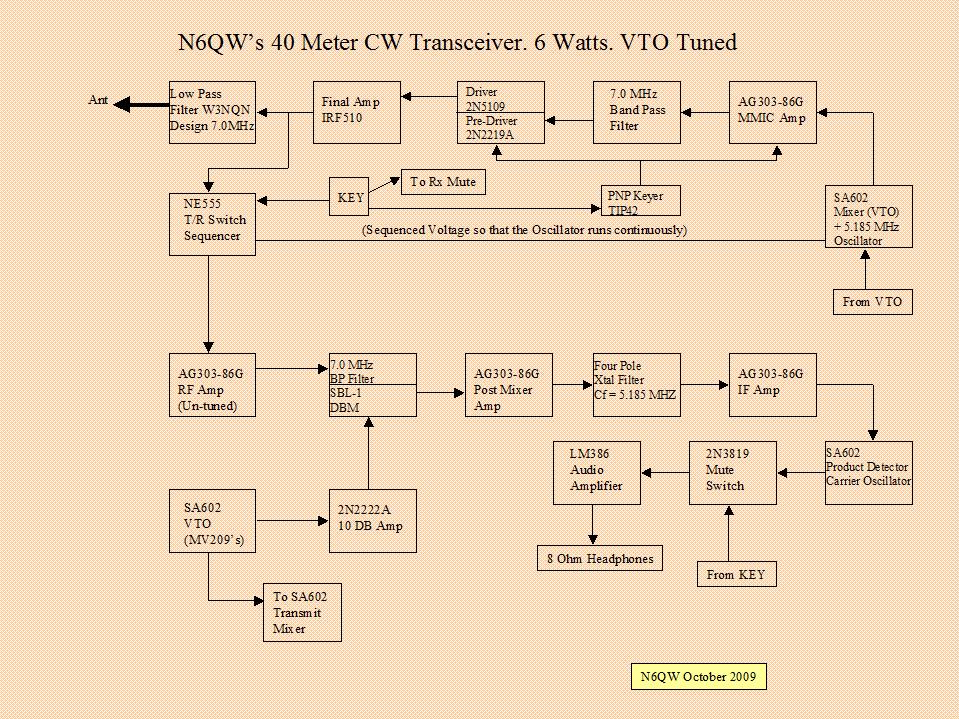 N6QW's 40 Meter CW Transceiver. 6 Watts. VTO Tuned
Ant
Low Pass
Filter W3NQN
Design 7.0MHz
Final Amp
IRF510
Driver
2N5109
Pre-Driver
2N2219A
7.0 MHz
Band Pass
Filter
AG303-86G
MMIC Amp
NE555
T/R Switch
Sequencer
KEY
To Rx Mute
PNP Keyer
TIP42
SA602
Mixer (VTO)
+ 5.185 MHz
Oscillator
(Sequenced Voltage so that the Oscillator runs continuously)
From VTO
AG303-86G
RF Amp
(Un-tuned)
7.0 MHz
BP Filter
SBL-1
DBM
AG303-86G
Post Mixer
Amp
Four Pole
Xtal Filter
Cf = 5.185 MHZ
AG303-86G
IF Amp
LM386
Audio
Amplifier
2N3819
Mute
Switch
SA602
Product Detector
Carrier Oscillator
SA602
VTO
(MV209's)
2N2222A
10 DB Amp
8 Ohm Headphones
From KEY
To SA602
Transmit
Mixer
N6QW October 2009